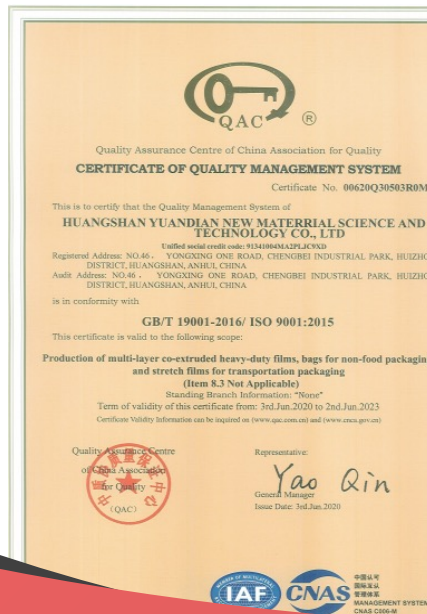 QAC ®
Quality Assurance Centre of China Association for Quality
CERTIFICATE OF QUALITY MANAGEMENT SYSTEM
Certificate No. 00620Q30503R0M
This is to certify that the Quality Management System of
HUANGSHAN YUANDIAN NEW MATERRIAL SCIENCE AND
TECHNOLOGY CO., LTD
Unified social credit code: 91341004MA2PLJC9XD
Registered Address: NO.46 , YONGXING ONE ROAD, CHENGBEI INDUSTRIAL PARK, HUIZHO
DISTRICT, HUANGSHAN, ANHUI, CHINA
Audit Address: NO.46 , YONGXING ONE ROAD, CHENGBEI INDUSTRIAL PARK, HUIZHO
DISTRICT, HUANGSHAN, ANHUI, CHINA
is in conformity with
GB/T 19001-2016/ ISO 9001:2015
This certificate is valid to the following scope:
Production of multi-layer co-extruded heavy-duty films, bags for non-food packagin
and stretch films for transportation packaging
(Item 8.3 Not Applicable)
Standing Branch Information: "None"
Term of validity of this certificate from: 3rd.Jun.2020 to 2nd.Jun.2023
Certificate Validity Information can be inquired on (www.qac.com.cn) and (www.cnca.gov.cn)
Quality Assurance Centre
of China Association
for Quality
(QAC)
Representative:
Yao Qin
General Manager
Issue Date: 3rd.Jun.2020
IAF
CNAS
中国认可
国际互认
管理体系
MANAGEMENT SYSTEM
CNAS C006-M